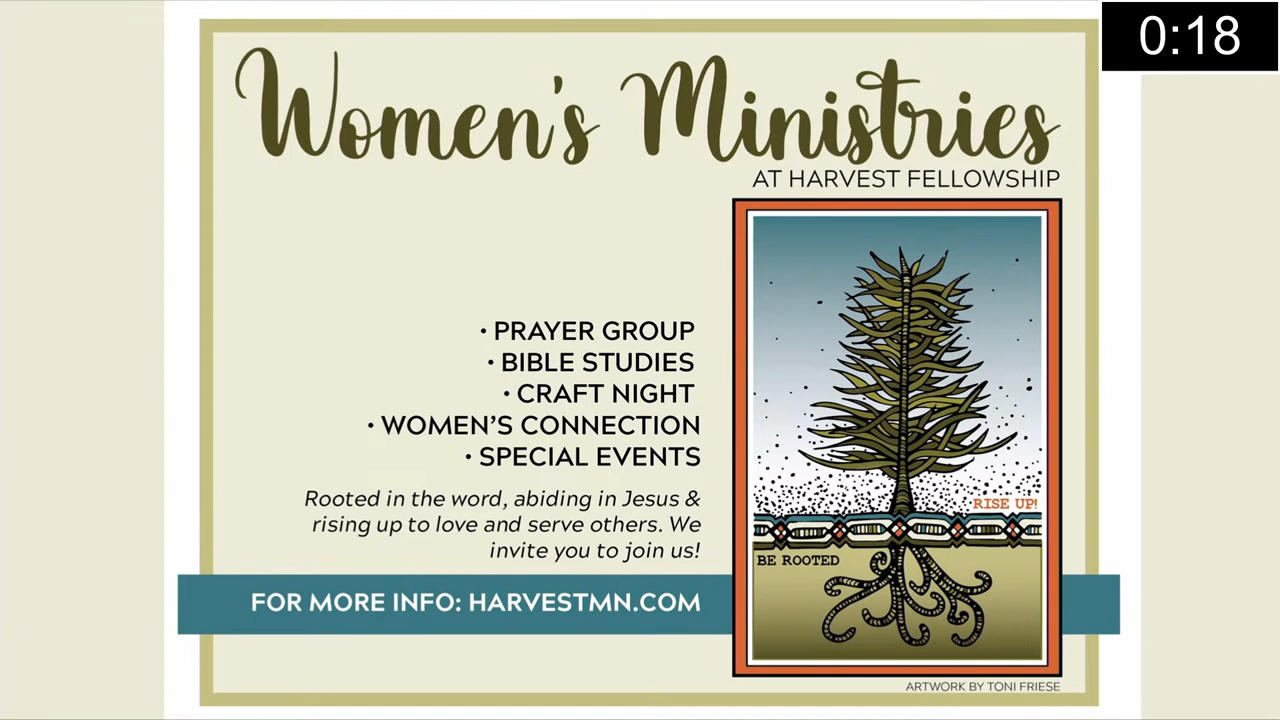 0:18
Women's Ministries
AT HARVEST FELLOWSHIP
• PRAYER GROUP
• BIBLE STUDIES
• CRAFT NIGHT
• WOMEN'S CONNECTION
• SPECIAL EVENTS
Rooted in the word, abiding in Jesus &
rising up to love and serve others. We
invite you to join us!
FOR MORE INFO: HARVESTMN.COM
RISE UP!
BE ROOTED
ARTWORK BY TONI FRIESE